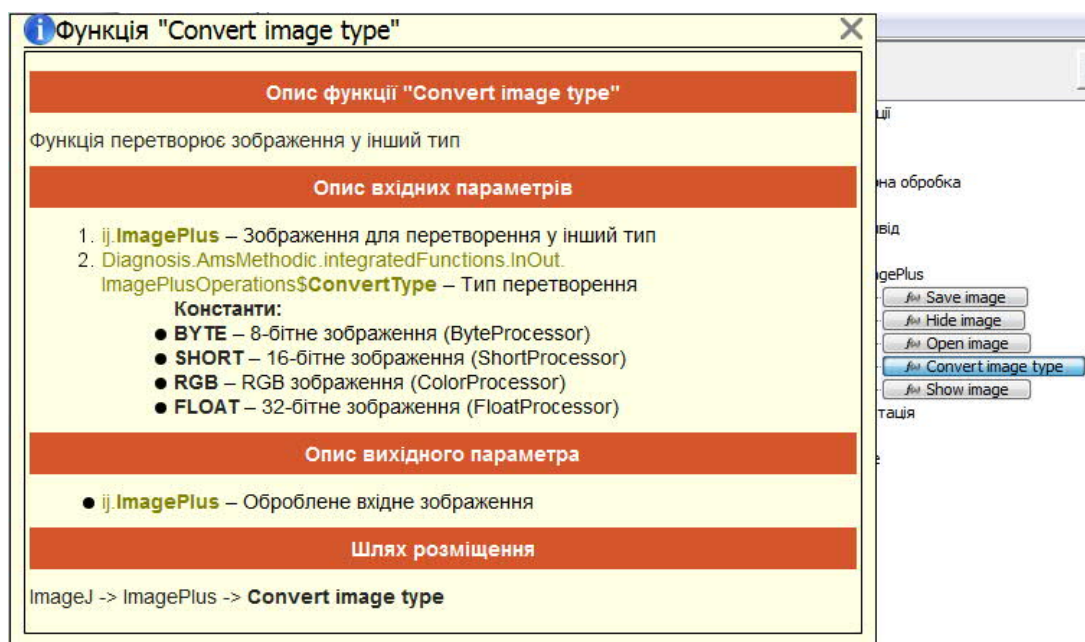 Функція "Convert image type"
Опис функції "Convert image type"
Функція перетворює зображення у інший тип
Опис вхідних параметрів
1. ij.ImagePlus – Зображення для перетворення у інший тип
2. Diagnosis.AmsMethodic.integratedFunctions.InOut.
ImagePlusOperations$ConvertType – Тип перетворення
Константи:
● BYTE – 8-бітне зображення (ByteProcessor)
● SHORT – 16-бітне зображення (ShortProcessor)
● RGB – RGB зображення (ColorProcessor)
● FLOAT – 32-бітне зображення (FloatProcessor)
Опис вихідного параметра
● ij.ImagePlus – Оброблене вхідне зображення
Шлях розміщення
ImageJ -> ImagePlus -> Convert image type
ції
обробка
gePlus
f(x) Save image
f(x) Hide image
f(x) Open image
f(x) Convert image type
f(x) Show image
тація